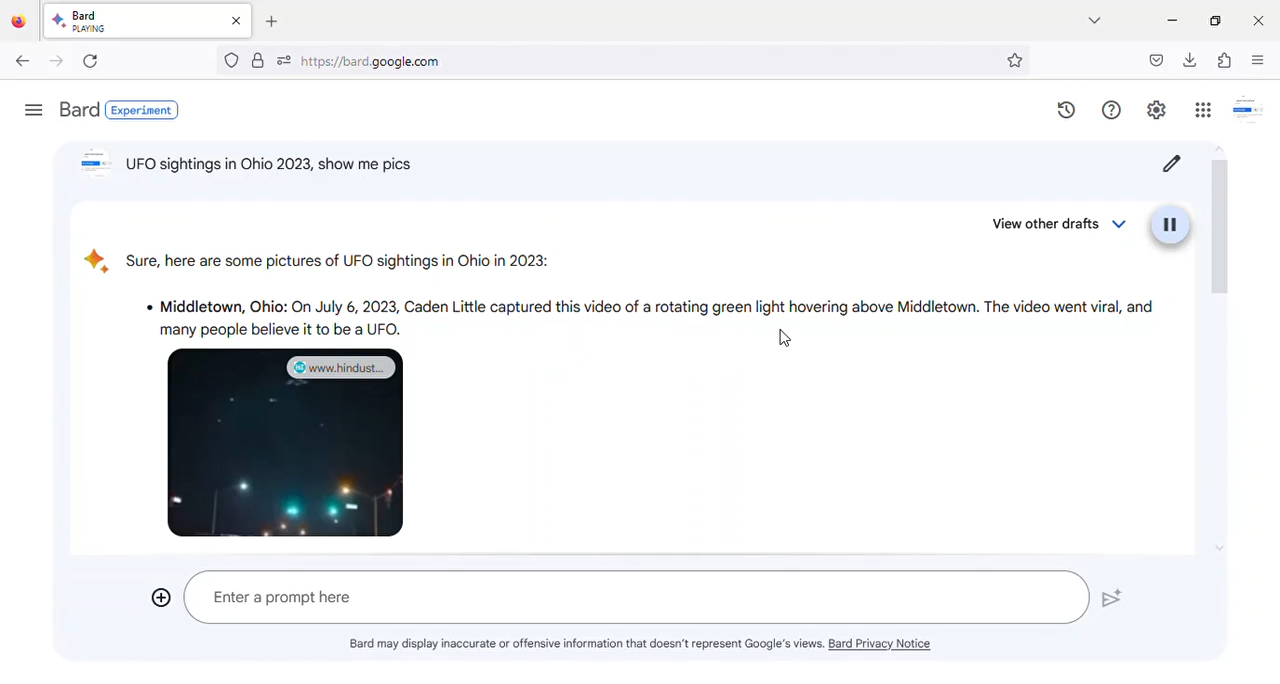 Bard
PLAYING
https://bard.google.com
Bard Experiment
UFO sightings in Ohio 2023, show me pics
View other drafts
Sure, here are some pictures of UFO sightings in Ohio in 2023:
• Middletown, Ohio: On July 6, 2023, Caden Little captured this video of a rotating green light hovering above Middletown. The video went viral, and
many people believe it to be a UFO.
www.hindust...
Enter a prompt here
Bard may display inaccurate or offensive information that doesn't represent Google's views. Bard Privacy Notice